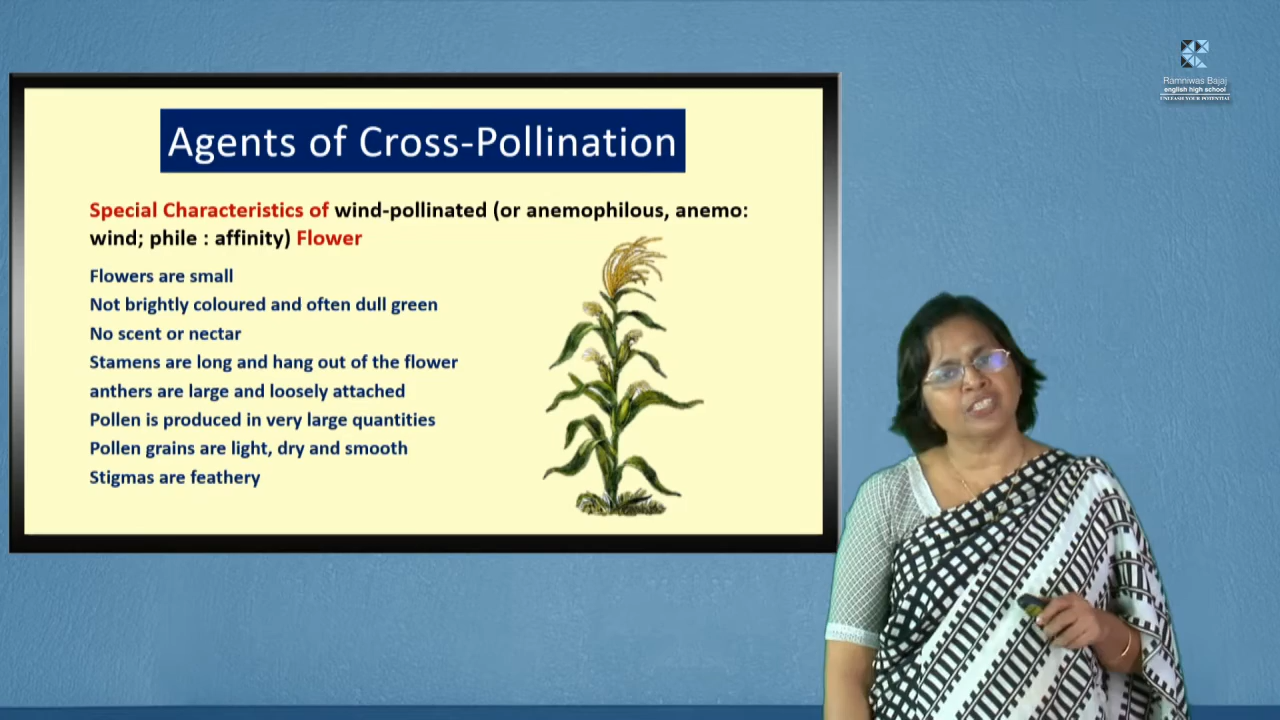 Ramniwas Bajaj
english high school
UNLEASH YOUR POTENTIAL
Agents of Cross-Pollination
Special Characteristics of wind-pollinated (or anemophilous, anemo:
wind; phile : affinity) Flower
Flowers are small
Not brightly coloured and often dull green
No scent or nectar
Stamens are long and hang out of the flower
anthers are large and loosely attached
Pollen is produced in very large quantities
Pollen grains are light, dry and smooth
Stigmas are feathery